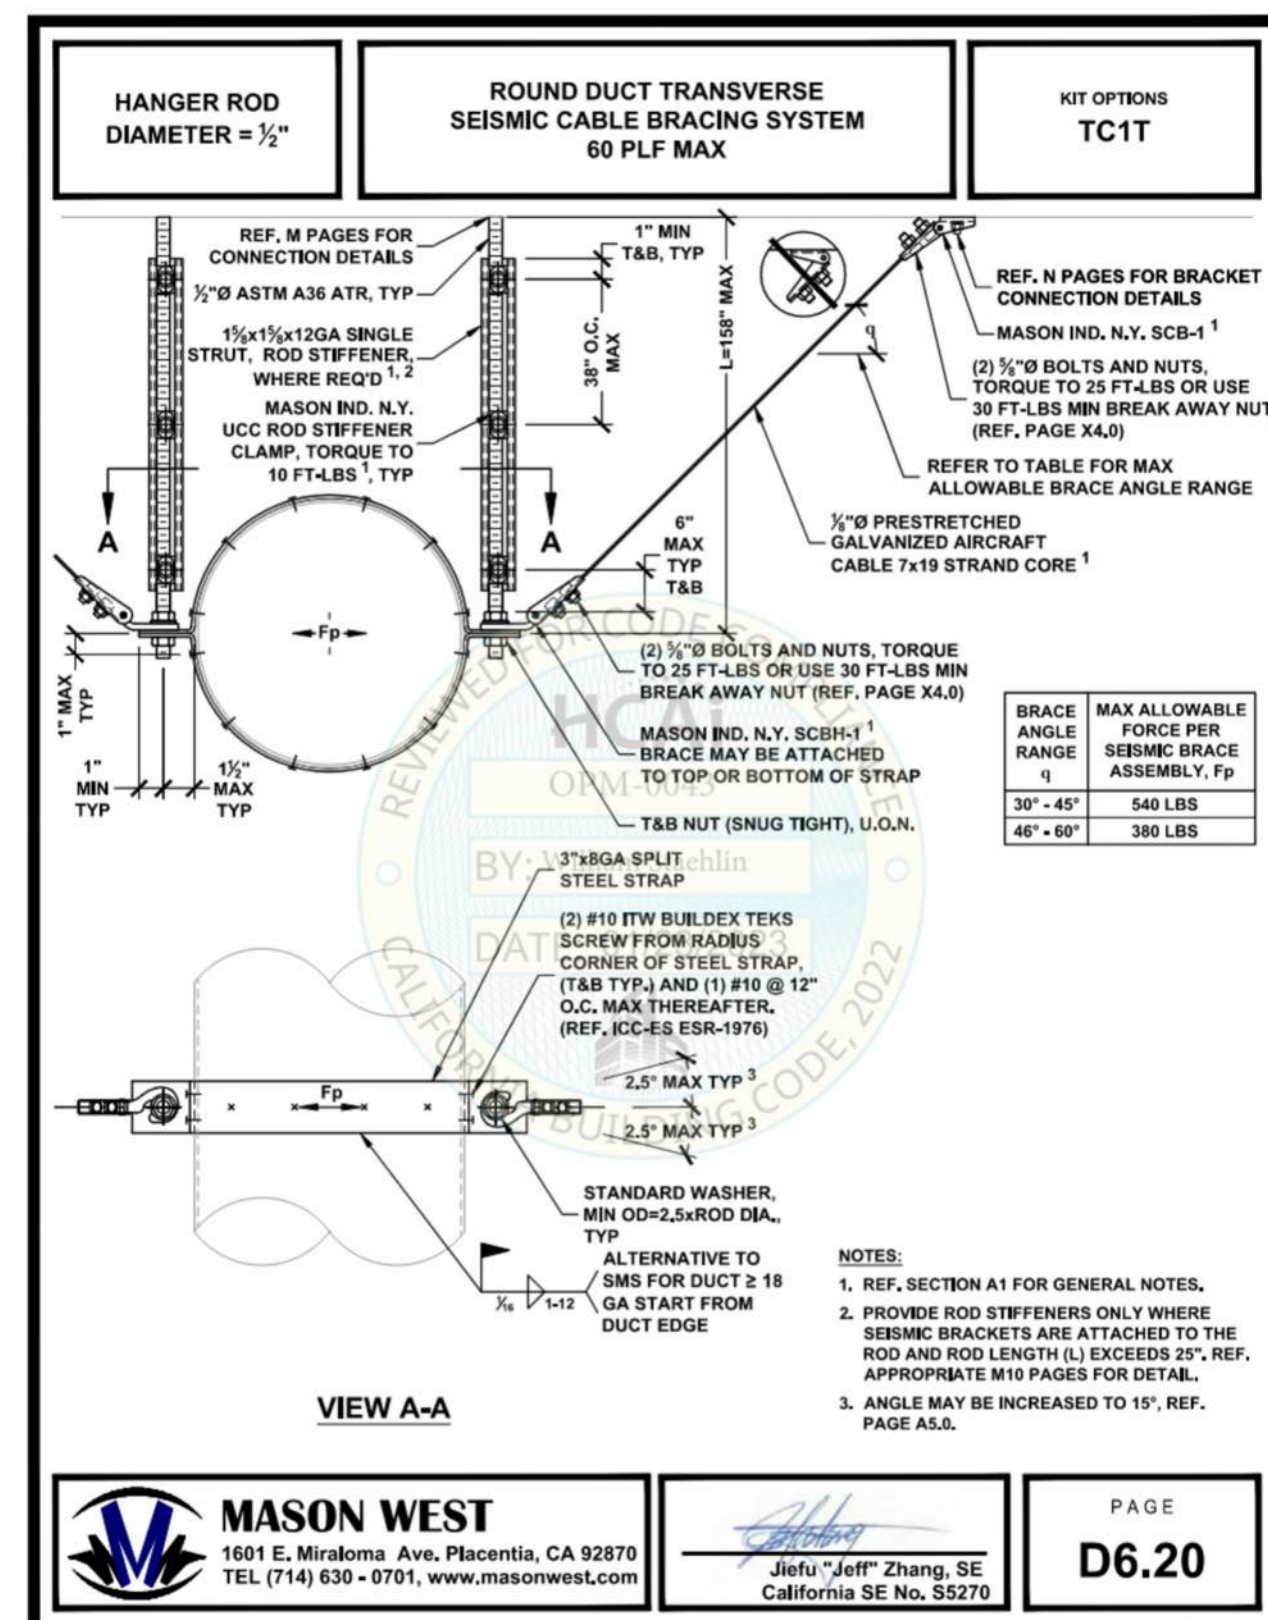 HANGER ROD
DIAMETER = ½"
ROUND DUCT TRANSVERSE
SEISMIC CABLE BRACING SYSTEM
60 PLF MAX
KIT OPTIONS
TC1T
REF. M PAGES FOR
CONNECTION DETAILS
½"Ø ASTM A36 ATR, TYP
1⅝x1⅝x12GA SINGLE
STRUT, ROD STIFFENER,
WHERE REQ'D 1, 2
MASON IND. N.Y.
UCC ROD STIFFENER
CLAMP, TORQUE TO
10 FT-LBS 1, TYP
1" MIN
T&B, TYP
38" O.C.
MAX
L=158" MAX
q
REF. N PAGES FOR BRACKET
CONNECTION DETAILS
MASON IND. N.Y. SCB-1 1
(2) ⅝"Ø BOLTS AND NUTS,
TORQUE TO 25 FT-LBS OR USE
30 FT-LBS MIN BREAK AWAY NUT
(REF. PAGE X4.0)
REFER TO TABLE FOR MAX
ALLOWABLE BRACE ANGLE RANGE
⅛"Ø PRESTRETCHED
GALVANIZED AIRCRAFT
CABLE 7x19 STRAND CORE 1
A
A
6"
MAX
TYP
T&B
Fp
1" MAX
TYP
1"
MIN
TYP
1½"
MAX
TYP
(2) ⅝"Ø BOLTS AND NUTS, TORQUE
TO 25 FT-LBS OR USE 30 FT-LBS MIN
BREAK AWAY NUT (REF. PAGE X4.0)
MASON IND. N.Y. SCBH-1 1
BRACE MAY BE ATTACHED
TO TOP OR BOTTOM OF STRAP
T&B NUT (SNUG TIGHT), U.O.N.
BRACE
ANGLE
RANGE
q
MAX ALLOWABLE
FORCE PER
SEISMIC BRACE
ASSEMBLY, Fp
30° - 45° 540 LBS
46° - 60° 380 LBS
REVIEWED FOR CODE COMPLIANCE
HCAi
OPM-0043
BY: William Staehlin
DATE: 01/20/2023
CALIFORNIA BUILDING CODE, 2022
3"x8GA SPLIT
STEEL STRAP
(2) #10 ITW BUILDEX TEKS
SCREW FROM RADIUS
CORNER OF STEEL STRAP,
(T&B TYP.) AND (1) #10 @ 12"
O.C. MAX THEREAFTER.
(REF. ICC-ES ESR-1976)
2.5° MAX TYP 3
2.5° MAX TYP 3
Fp
STANDARD WASHER,
MIN OD=2.5xROD DIA.,
TYP
ALTERNATIVE TO
SMS FOR DUCT ≥ 18
GA START FROM
DUCT EDGE
1/16 1-12
VIEW A-A
NOTES:
1. REF. SECTION A1 FOR GENERAL NOTES.
2. PROVIDE ROD STIFFENERS ONLY WHERE
SEISMIC BRACKETS ARE ATTACHED TO THE
ROD AND ROD LENGTH (L) EXCEEDS 25". REF.
APPROPRIATE M10 PAGES FOR DETAIL.
3. ANGLE MAY BE INCREASED TO 15°, REF.
PAGE A5.0.
MASON WEST
1601 E. Miraloma Ave. Placentia, CA 92870
TEL (714) 630 - 0701, www.masonwest.com
Jiefu "Jeff" Zhang, SE
California SE No. S5270
PAGE
D6.20